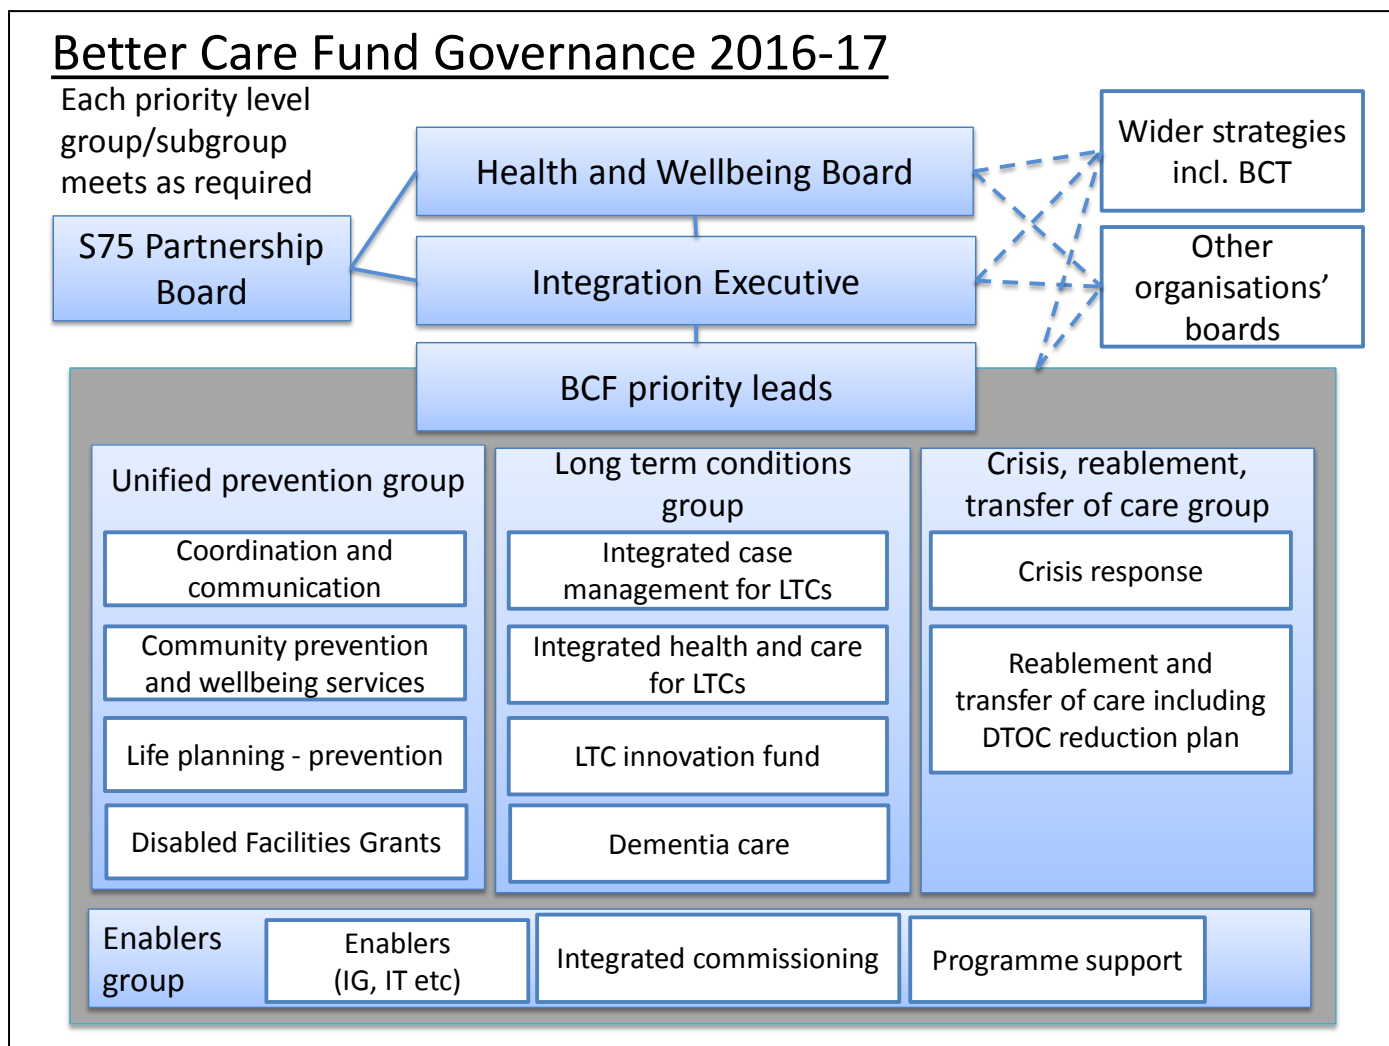 Better Care Fund Governance 2016-17
Each priority level
group/subgroup
meets as required
S75 Partnership
Board
Health and Wellbeing Board
Integration Executive
BCF priority leads
Wider strategies
incl. BCT
Other
organisations’
boards
Unified prevention group
Coordination and
communication
Community prevention
and wellbeing services
Life planning - prevention
Disabled Facilities Grants
Long term conditions
group
Integrated case
management for LTCs
Integrated health and care
for LTCs
LTC innovation fund
Dementia care
Crisis, reablement,
transfer of care group
Crisis response
Reablement and
transfer of care including
DTOC reduction plan
Enablers
group
Enablers
(IG, IT etc)
Integrated commissioning
Programme support